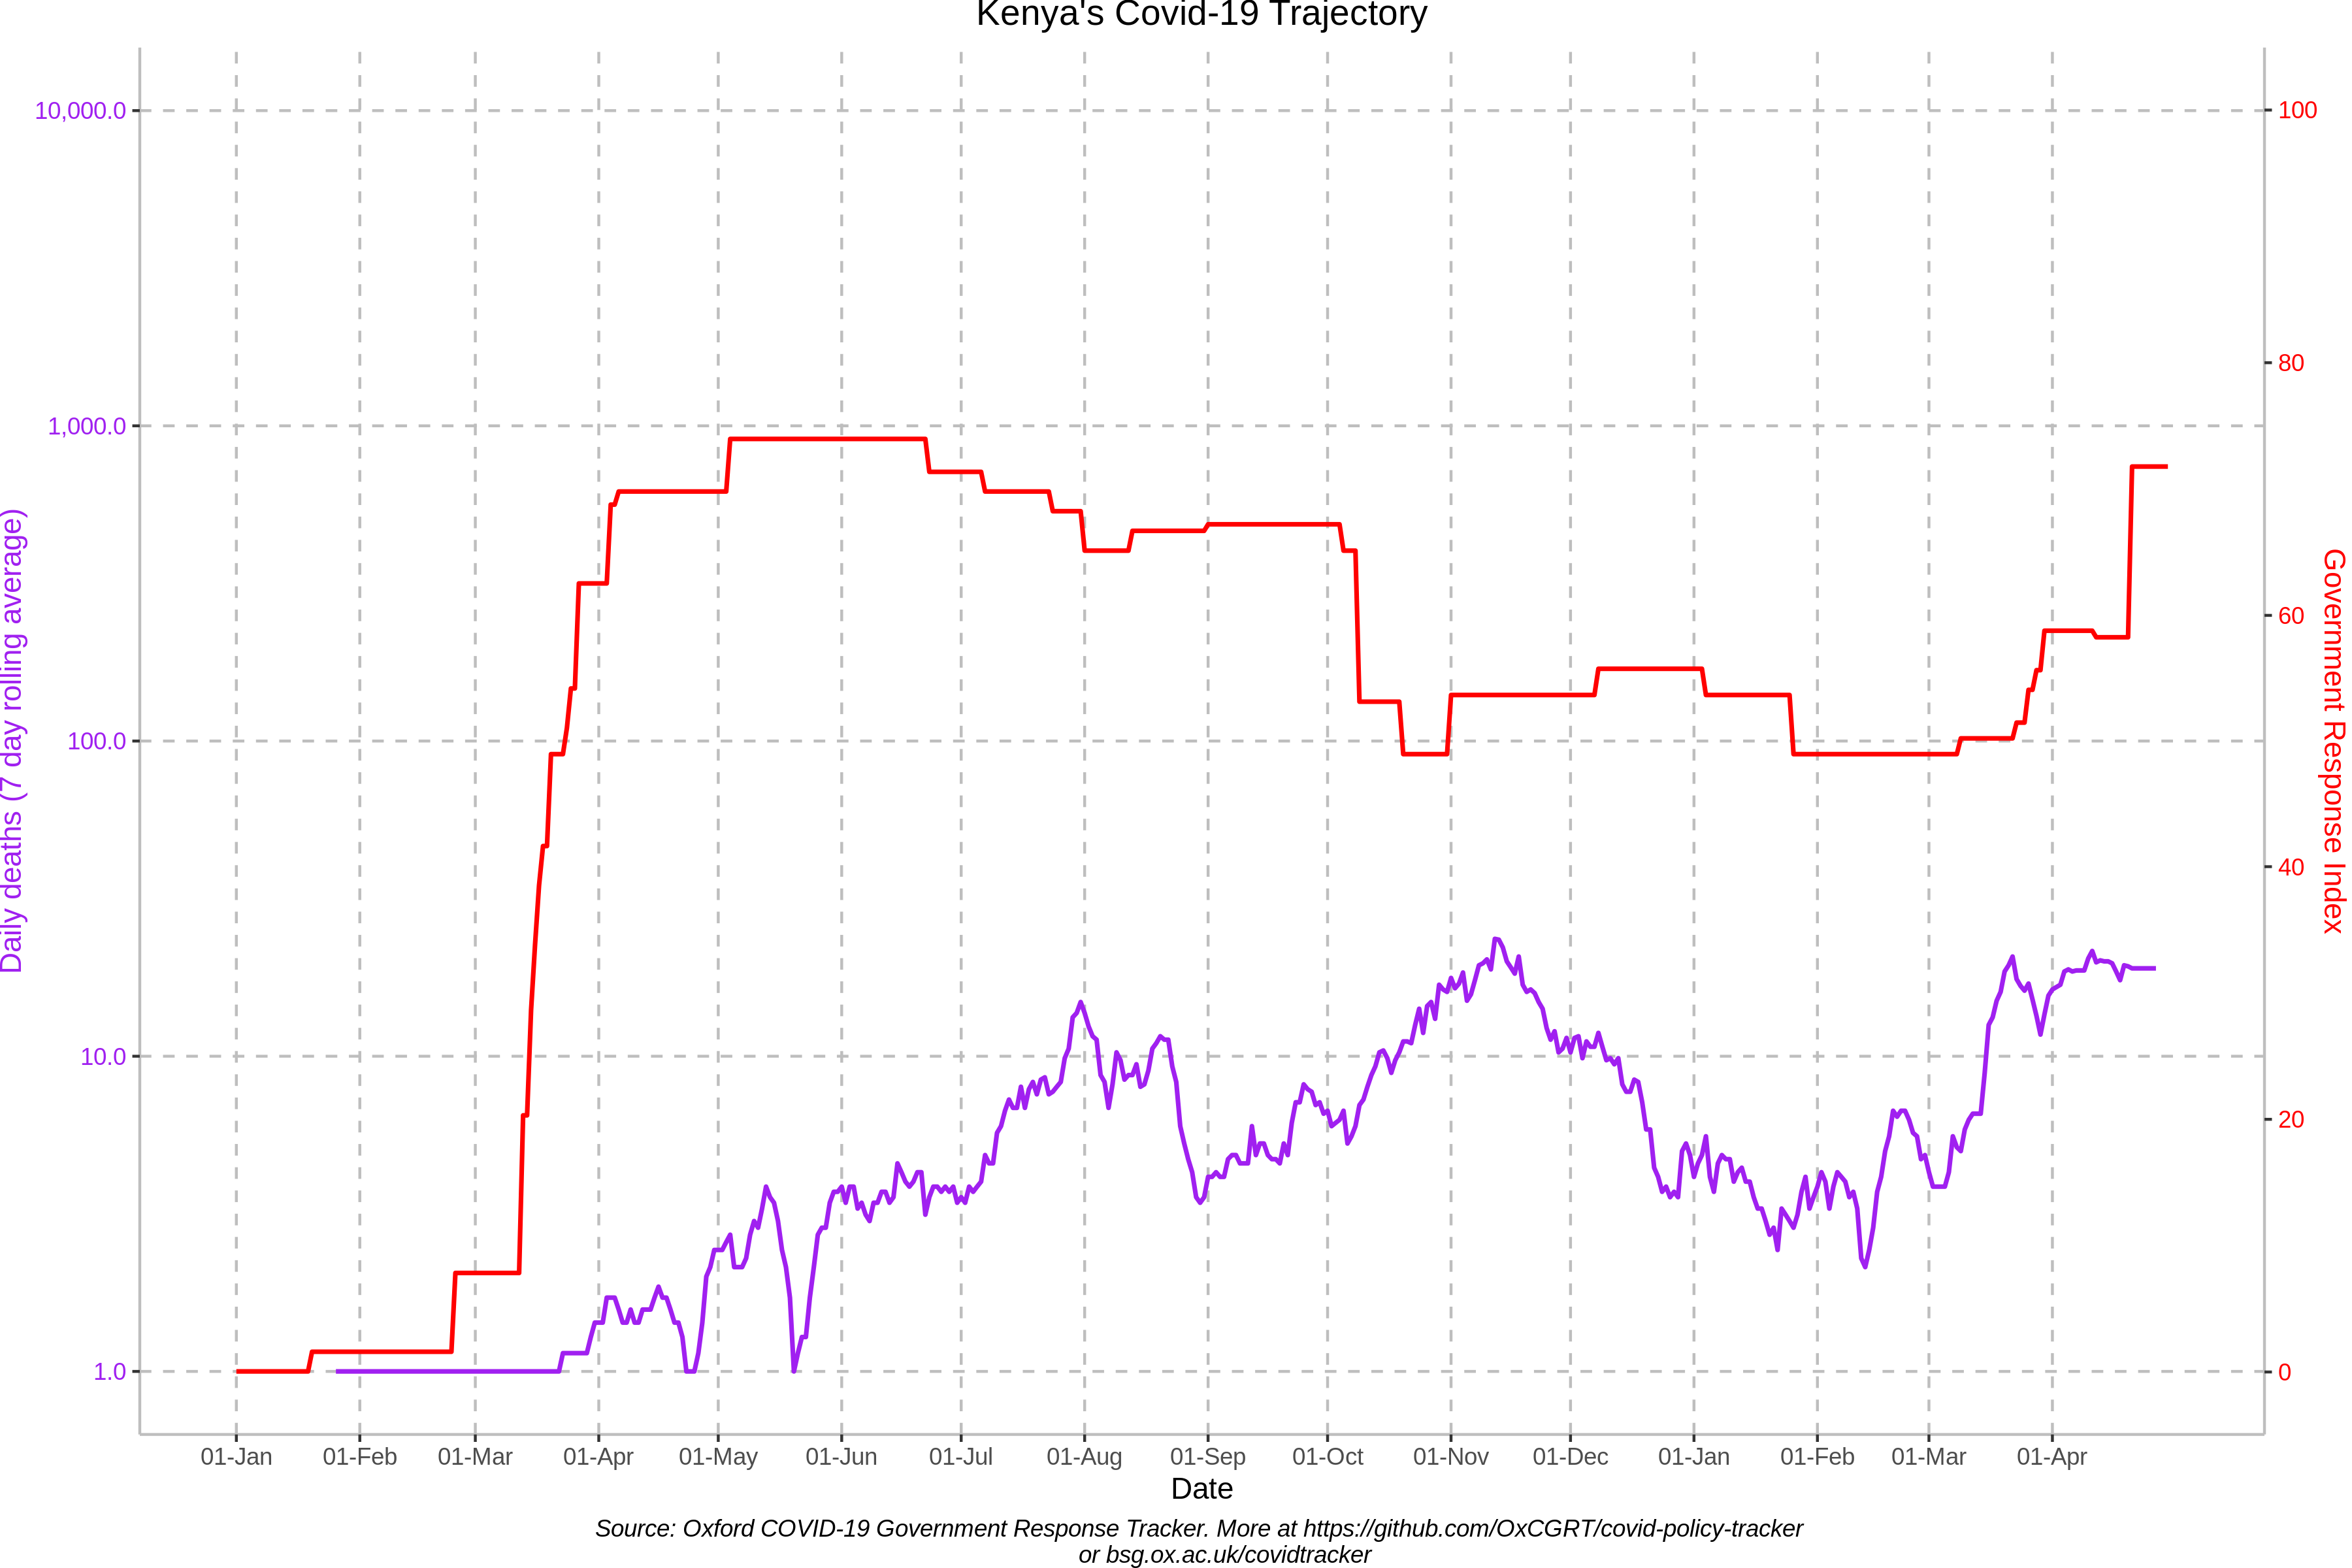 Kenya's Covid-19 Trajectory
10,000.0
1,000.0
100.0
10.0
1.0
Daily deaths (7 day rolling average)
100
80
60
40
20
0
Government Response Index
01-Jan 01-Feb 01-Mar 01-Apr 01-May 01-Jun 01-Jul 01-Aug 01-Sep 01-Oct 01-Nov 01-Dec 01-Jan 01-Feb 01-Mar 01-Apr
Date
Source: Oxford COVID-19 Government Response Tracker. More at https://github.com/OxCGRT/covid-policy-tracker
or bsg.ox.ac.uk/covidtracker